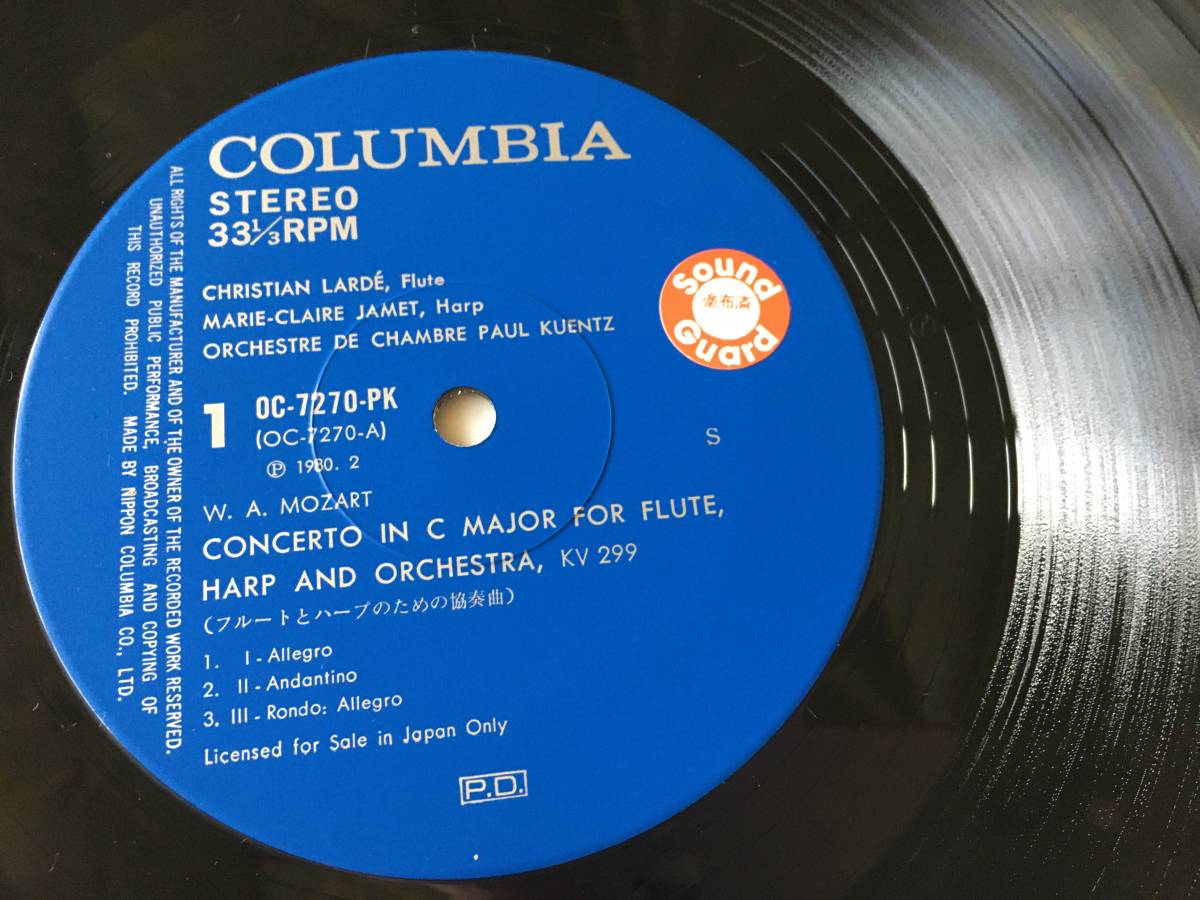 COLUMBIA
STEREO
33⅓RPM
CHRISTIAN LARDÉ, Flute
MARIE-CLAIRE JAMET, Harp
ORCHESTRE DE CHAMBRE PAUL KUENTZ
Sound
塗布済
Guard
1
OC-7270-PK
(OC-7270-A)
Ⓟ 1980. 2
S
W. A. MOZART
CONCERTO IN C MAJOR FOR FLUTE,
HARP AND ORCHESTRA, KV 299
(フルートとハープのための協奏曲)
1. I - Allegro
2. II - Andantino
3. III - Rondo: Allegro
Licensed for Sale in Japan Only
P.D.
ALL RIGHTS OF THE MANUFACTURER AND OF THE OWNER OF THE RECORDED WORK RESERVED.
UNAUTHORIZED PUBLIC PERFORMANCE, BROADCASTING AND COPYING OF
THIS RECORD PROHIBITED. MADE BY NIPPON COLUMBIA CO., LTD.